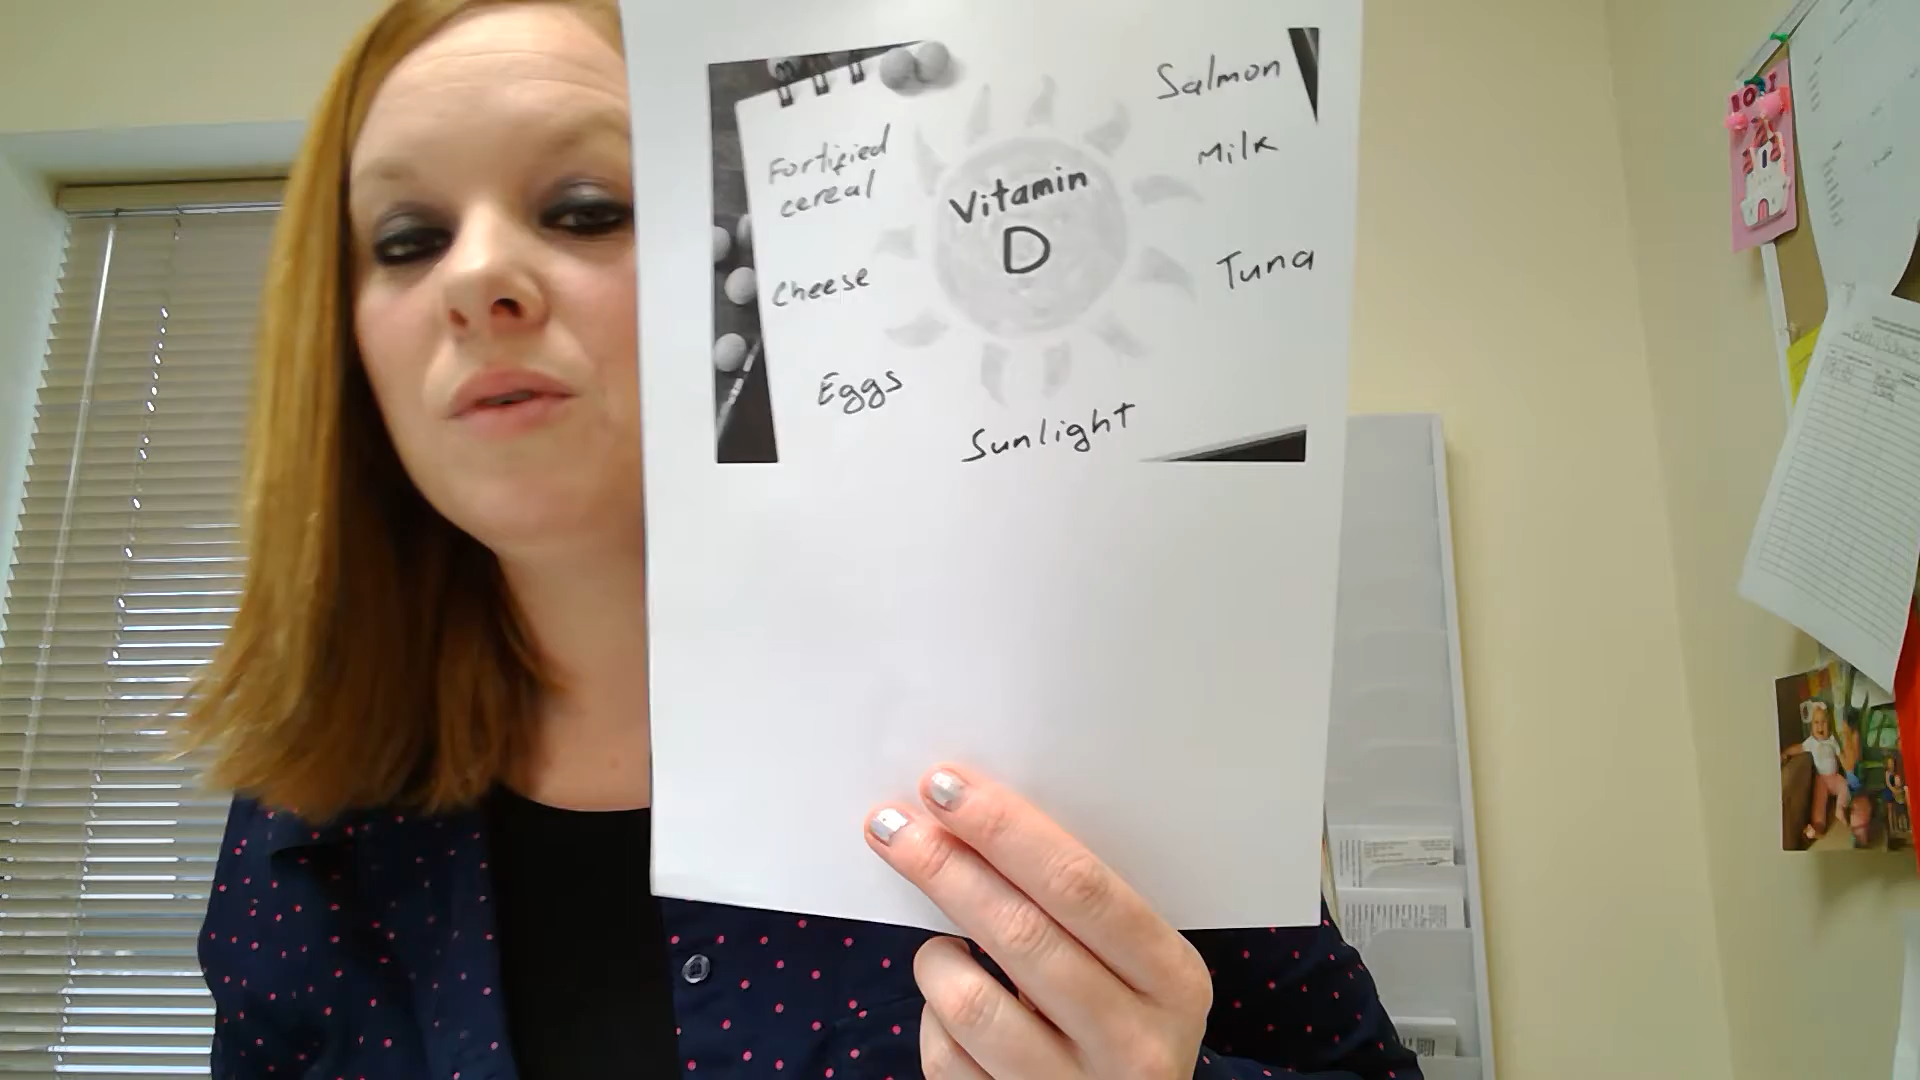 Salmon
Fortified
cereal
Milk
Vitamin
D
Cheese
Tuna
Eggs
Sunlight